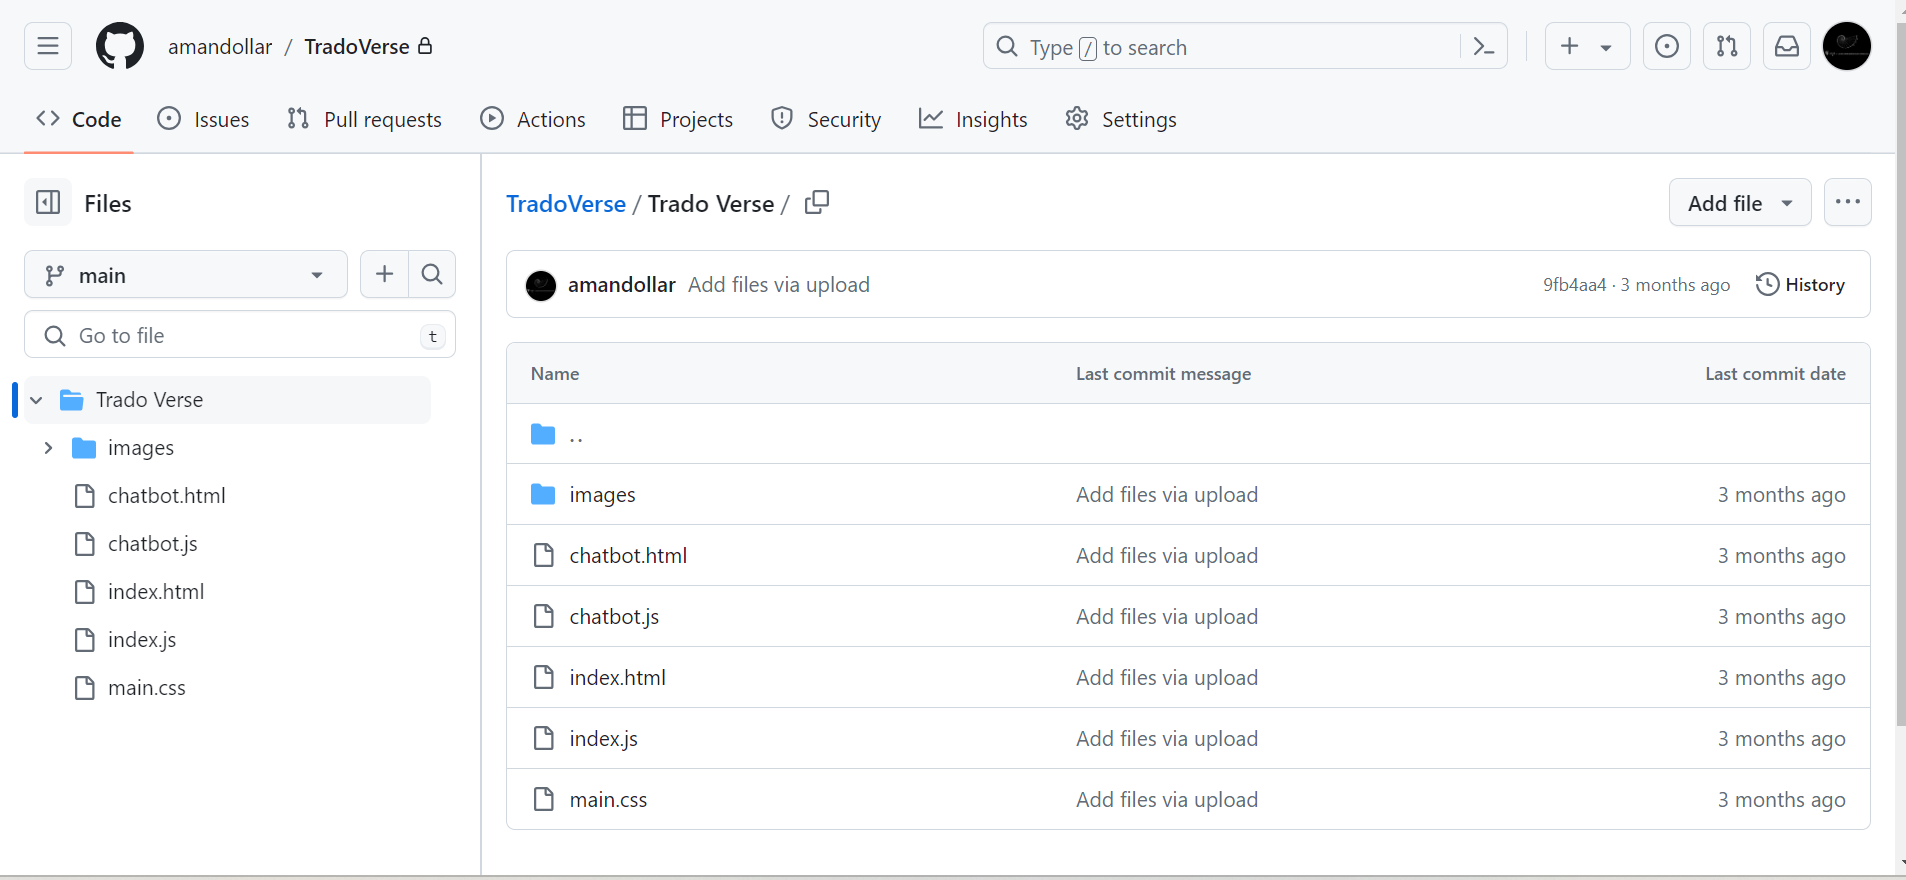 amandollar / TradoVerse
Type / to search
Code Issues Pull requests Actions Projects Security Insights Settings
Files
main
Go to file t
Trado Verse
images
chatbot.html
chatbot.js
index.html
index.js
main.css
TradoVerse / Trado Verse /
Add file
amandollar Add files via upload 9fb4aa4 · 3 months ago History
Name Last commit message Last commit date
..
images Add files via upload 3 months ago
chatbot.html Add files via upload 3 months ago
chatbot.js Add files via upload 3 months ago
index.html Add files via upload 3 months ago
index.js Add files via upload 3 months ago
main.css Add files via upload 3 months ago